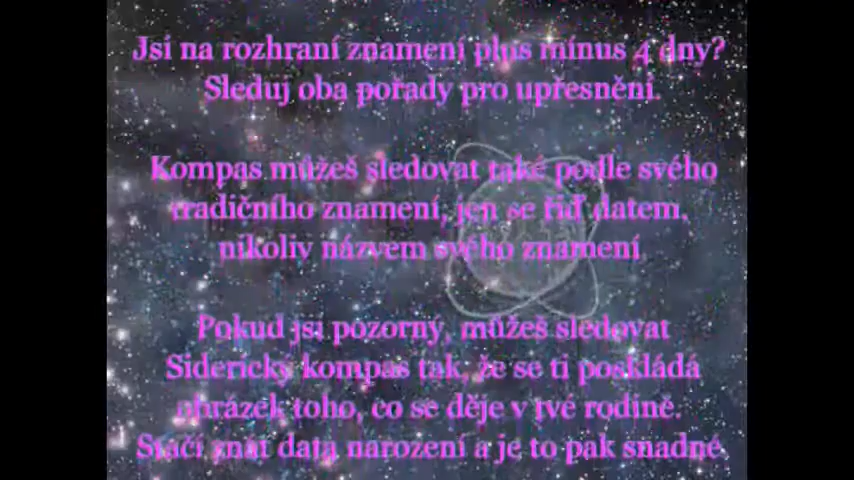 Jsi na rozhraní znamení plus mínus 4 dny?
Sleduj oba pořady pro upřesnění.
Kompas můžeš sledovat také podle svého
tradičního znamení, jen se řiď datem,
nikoliv názvem svého znamení
Pokud jsi pozorný, můžeš sledovat
Siderický kompas tak, že se ti poskládá
obrázek toho, co se děje v tvé rodině.
Stačí znát data narození a je to pak snadné